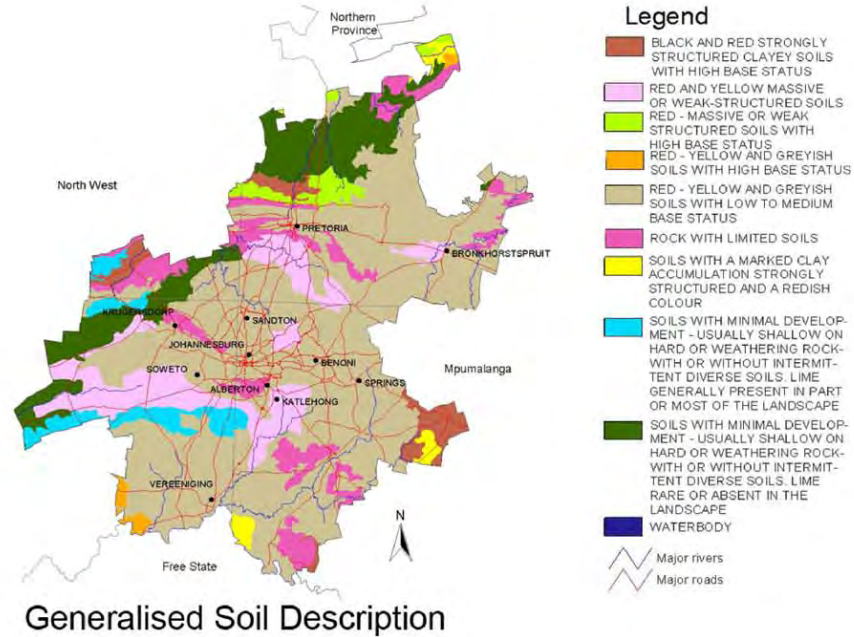 Northern
Province
North West
PRETORIA
BRONKHORSTSPRUIT
KRUGERSDORP
SANDTON
JOHANNESBURG
BENONI
Mpumalanga
SOWETO
SPRINGS
ALBERTON
KATLEHONG
VEREENIGING
N
Free State
Generalised Soil Description
Legend
BLACK AND RED STRONGLY
STRUCTURED CLAYEY SOILS
WITH HIGH BASE STATUS
RED AND YELLOW MASSIVE
OR WEAK-STRUCTURED SOILS
RED - MASSIVE OR WEAK
STRUCTURED SOILS WITH
HIGH BASE STATUS
RED - YELLOW AND GREYISH
SOILS WITH HIGH BASE STATUS
RED - YELLOW AND GREYISH
SOILS WITH LOW TO MEDIUM
BASE STATUS
ROCK WITH LIMITED SOILS
SOILS WITH A MARKED CLAY
ACCUMULATION STRONGLY
STRUCTURED AND A REDISH
COLOUR
SOILS WITH MINIMAL DEVELOP-
MENT - USUALLY SHALLOW ON
HARD OR WEATHERING ROCK-
WITH OR WITHOUT INTERMIT-
TENT DIVERSE SOILS. LIME
GENERALLY PRESENT IN PART
OR MOST OF THE LANDSCAPE
SOILS WITH MINIMAL DEVELOP-
MENT - USUALLY SHALLOW ON
HARD OR WEATHERING ROCK-
WITH OR WITHOUT INTERMIT-
TENT DIVERSE SOILS. LIME
RARE OR ABSENT IN THE
LANDSCAPE
WATERBODY
Major rivers
Major roads